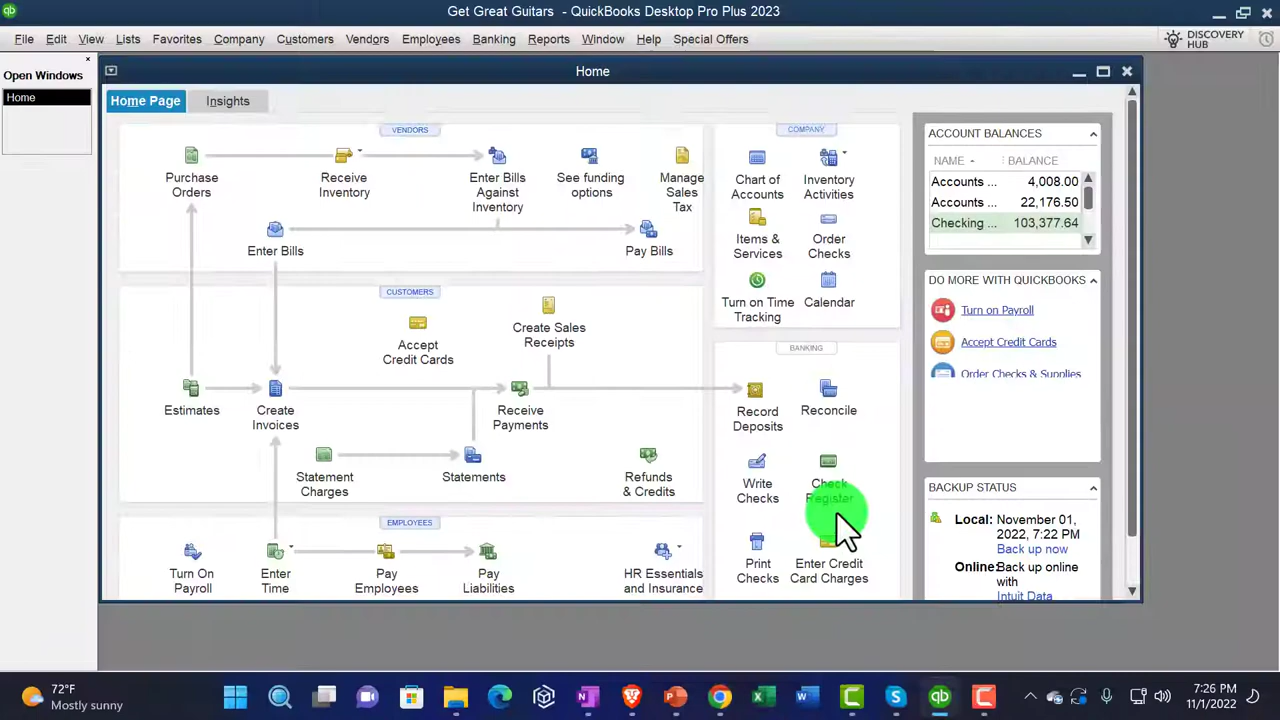 Get Great Guitars - QuickBooks Desktop Pro Plus 2023
File Edit View Lists Favorites Company Customers Vendors Employees Banking Reports Window Help Special Offers
DISCOVERY
HUB
Open Windows
Home
Home
Home Page
Insights
VENDORS
Purchase
Orders
Receive
Inventory
Enter Bills
Against
Inventory
See funding
options
Manage
Sales
Tax
Enter Bills
Pay Bills
CUSTOMERS
Accept
Credit Cards
Create Sales
Receipts
Estimates
Create
Invoices
Receive
Payments
Statement
Charges
Statements
Refunds
& Credits
EMPLOYEES
Turn On
Payroll
Enter
Time
Pay
Employees
Pay
Liabilities
HR Essentials
and Insurance
COMPANY
Chart of
Accounts
Inventory
Activities
Items &
Services
Order
Checks
Turn on Time
Tracking
Calendar
BANKING
Record
Deposits
Reconcile
Write
Checks
Check
Register
Print
Checks
Enter Credit
Card Charges
ACCOUNT BALANCES
NAME BALANCE
Accounts ... 4,008.00
Accounts ... 22,176.50
Checking ... 103,377.64
DO MORE WITH QUICKBOOKS
Turn on Payroll
Accept Credit Cards
Order Checks & Supplies
BACKUP STATUS
Local: November 01,
2022, 7:22 PM
Back up now
Online: Back up online
with
Intuit Data
72°F
Mostly sunny
7:26 PM
11/1/2022